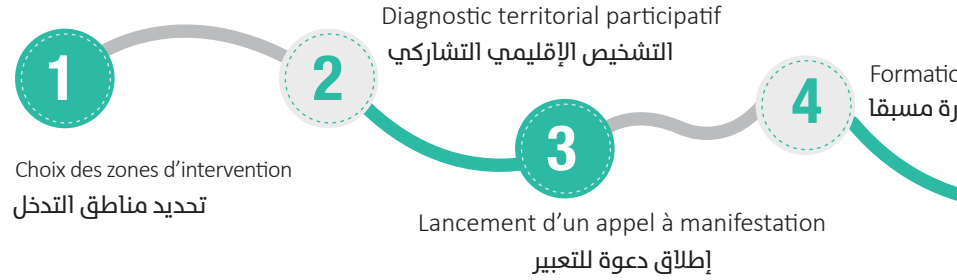 1
Choix des zones d’intervention
تحديد مناطق التدخل
2
Diagnostic territorial participatif
التشخيص الإقليمي التشاركي
3
Lancement d’un appel à manifestation
إطلاق دعوة للتعبير
4
مسبقا